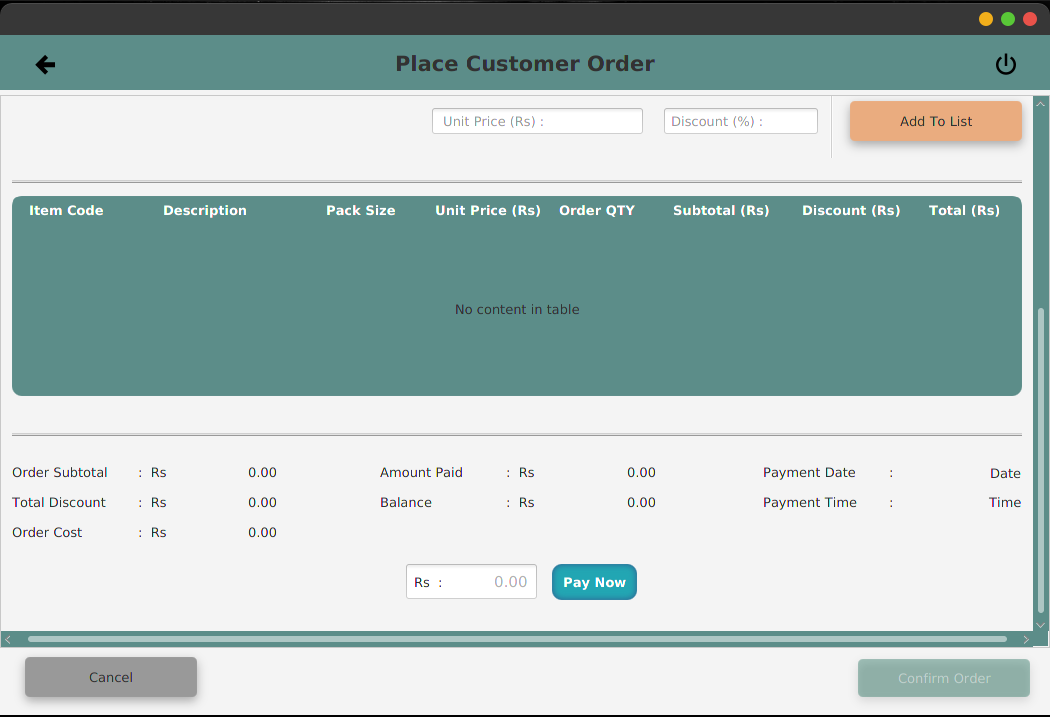 Place Customer Order
Unit Price (Rs) : Discount (%) : Add To List
Item Code Description Pack Size Unit Price (Rs) Order QTY Subtotal (Rs) Discount (Rs) Total (Rs)
No content in table
Order Subtotal : Rs 0.00 Amount Paid : Rs 0.00 Payment Date : Date
Total Discount : Rs 0.00 Balance : Rs 0.00 Payment Time : Time
Order Cost : Rs 0.00
Rs : 0.00 Pay Now
Cancel Confirm Order